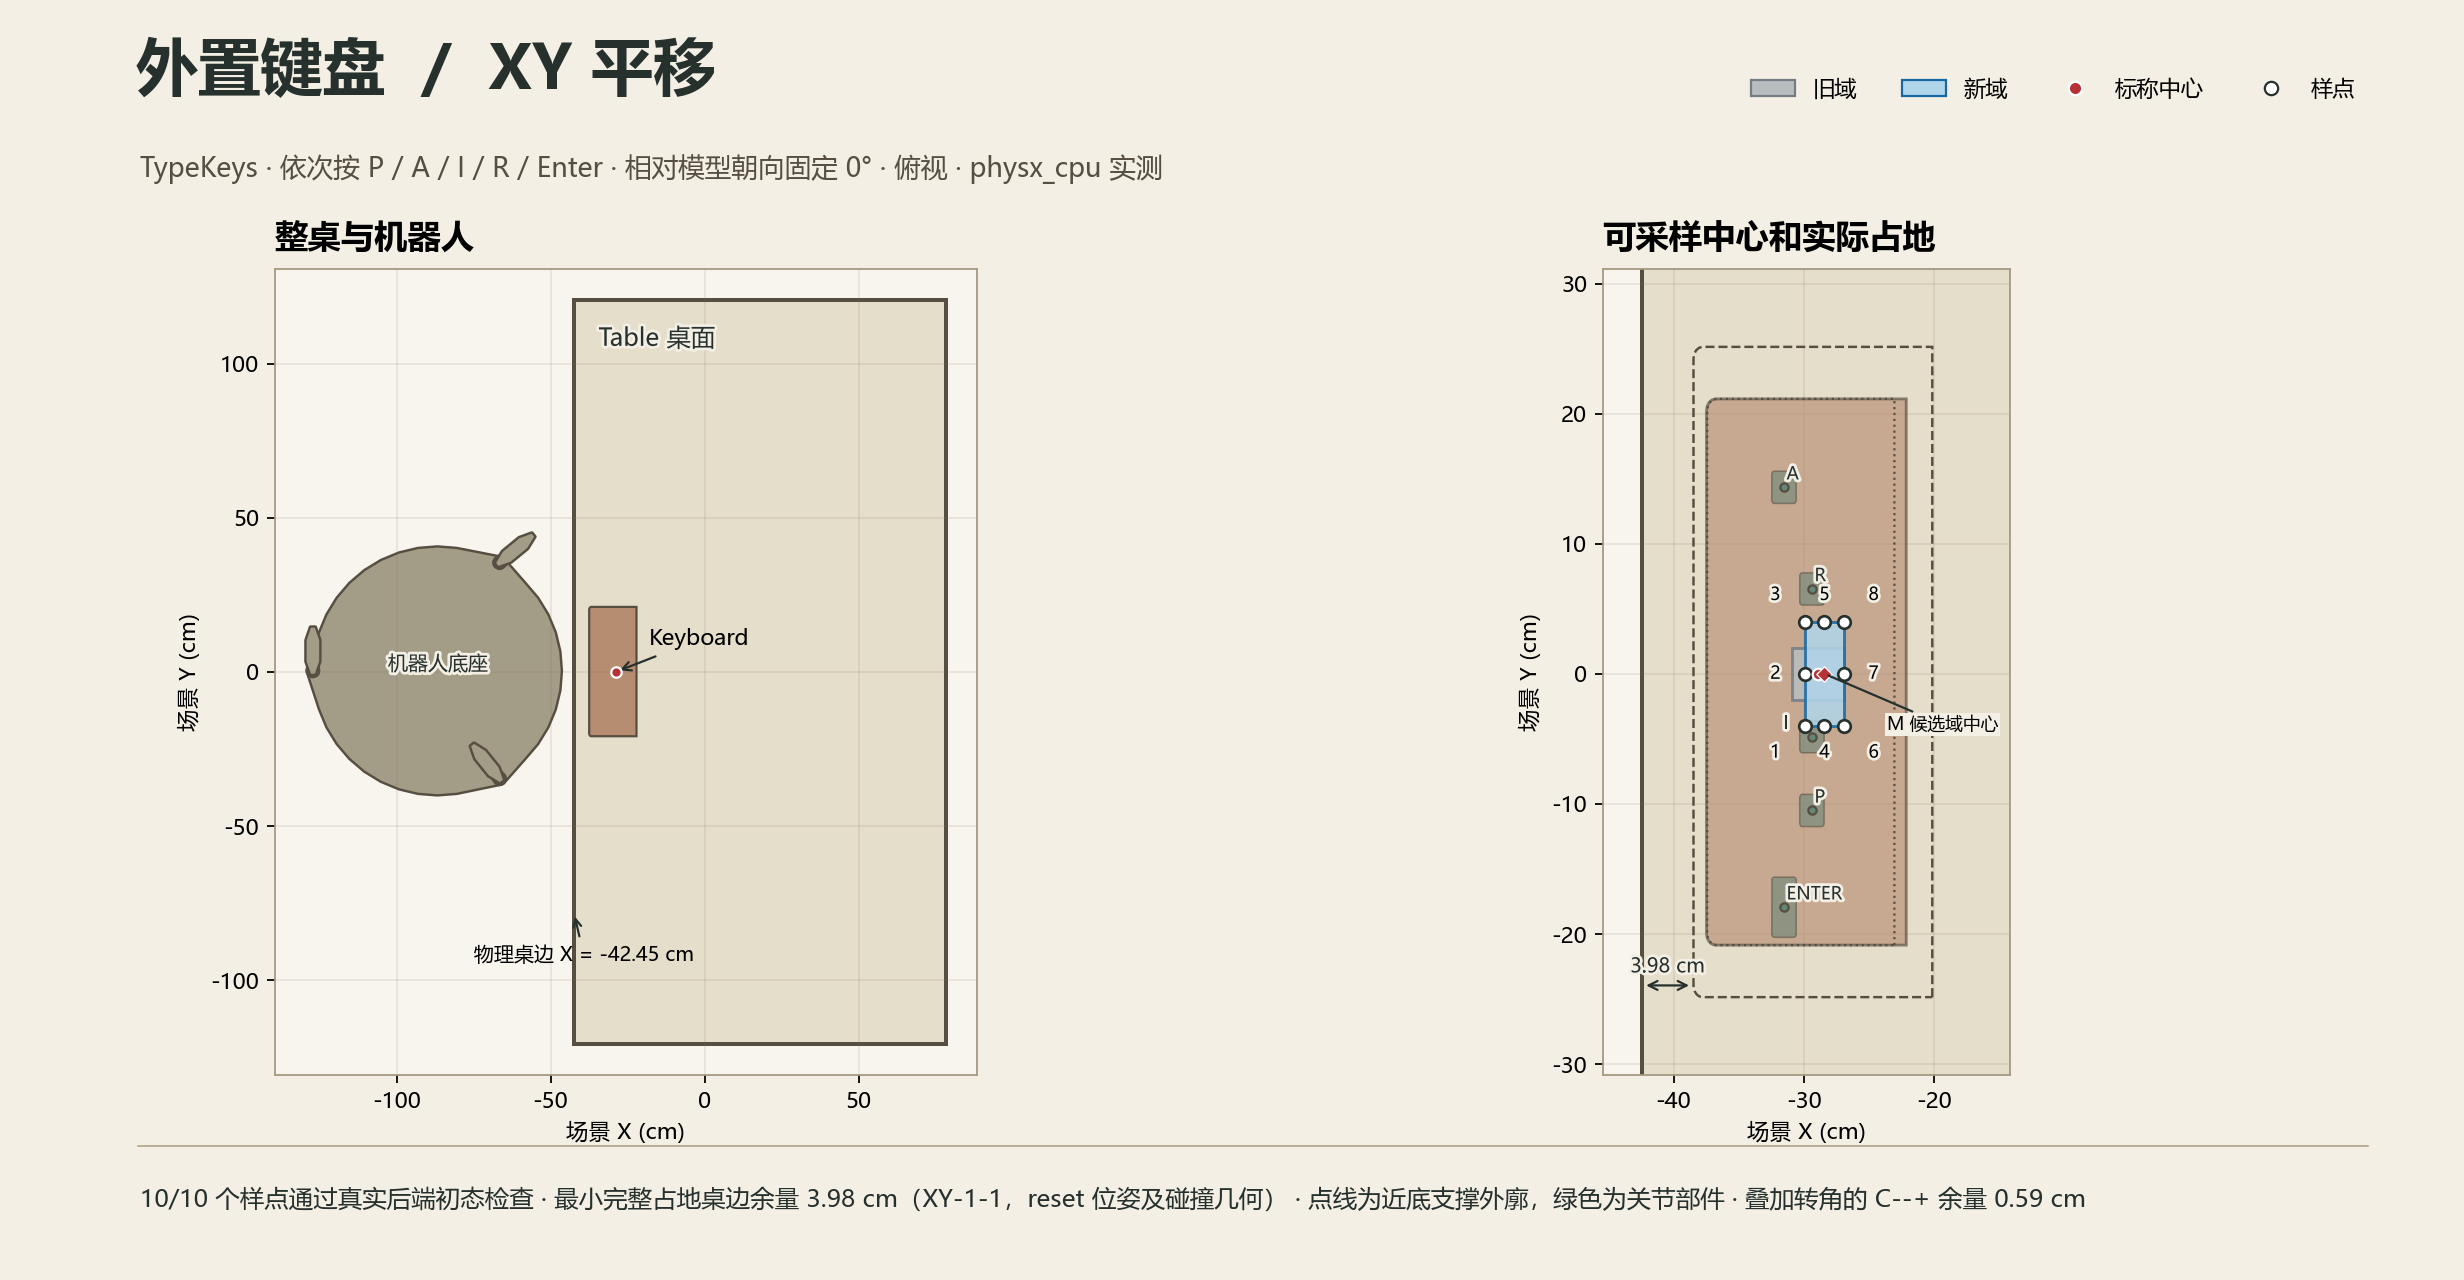 外置键盘 / XY 平移
旧域 新域 标称中心 样点
TypeKeys · 依次按 P / A / I / R / Enter · 相对模型朝向固定 0° · 俯视 · physx_cpu 实测
整桌与机器人
Table 桌面
机器人底座
Keyboard
物理桌边 X = -42.45 cm
100
50
0
-50
-100
-100 -50 0 50
场景 X (cm)
场景 Y (cm)
可采样中心和实际占地
30
20
10
0
-10
-20
-30
A
R
3 5 8
2 7
I
M 候选域中心
1 4 6
P
ENTER
3.98 cm
-40 -30 -20
场景 X (cm)
场景 Y (cm)
10/10 个样点通过真实后端初态检查 · 最小完整占地桌边余量 3.98 cm（XY-1-1，reset 位姿及碰撞几何） · 点线为近底支撑外廓，绿色为关节部件 · 叠加转角的 C--+ 余量 0.59 cm